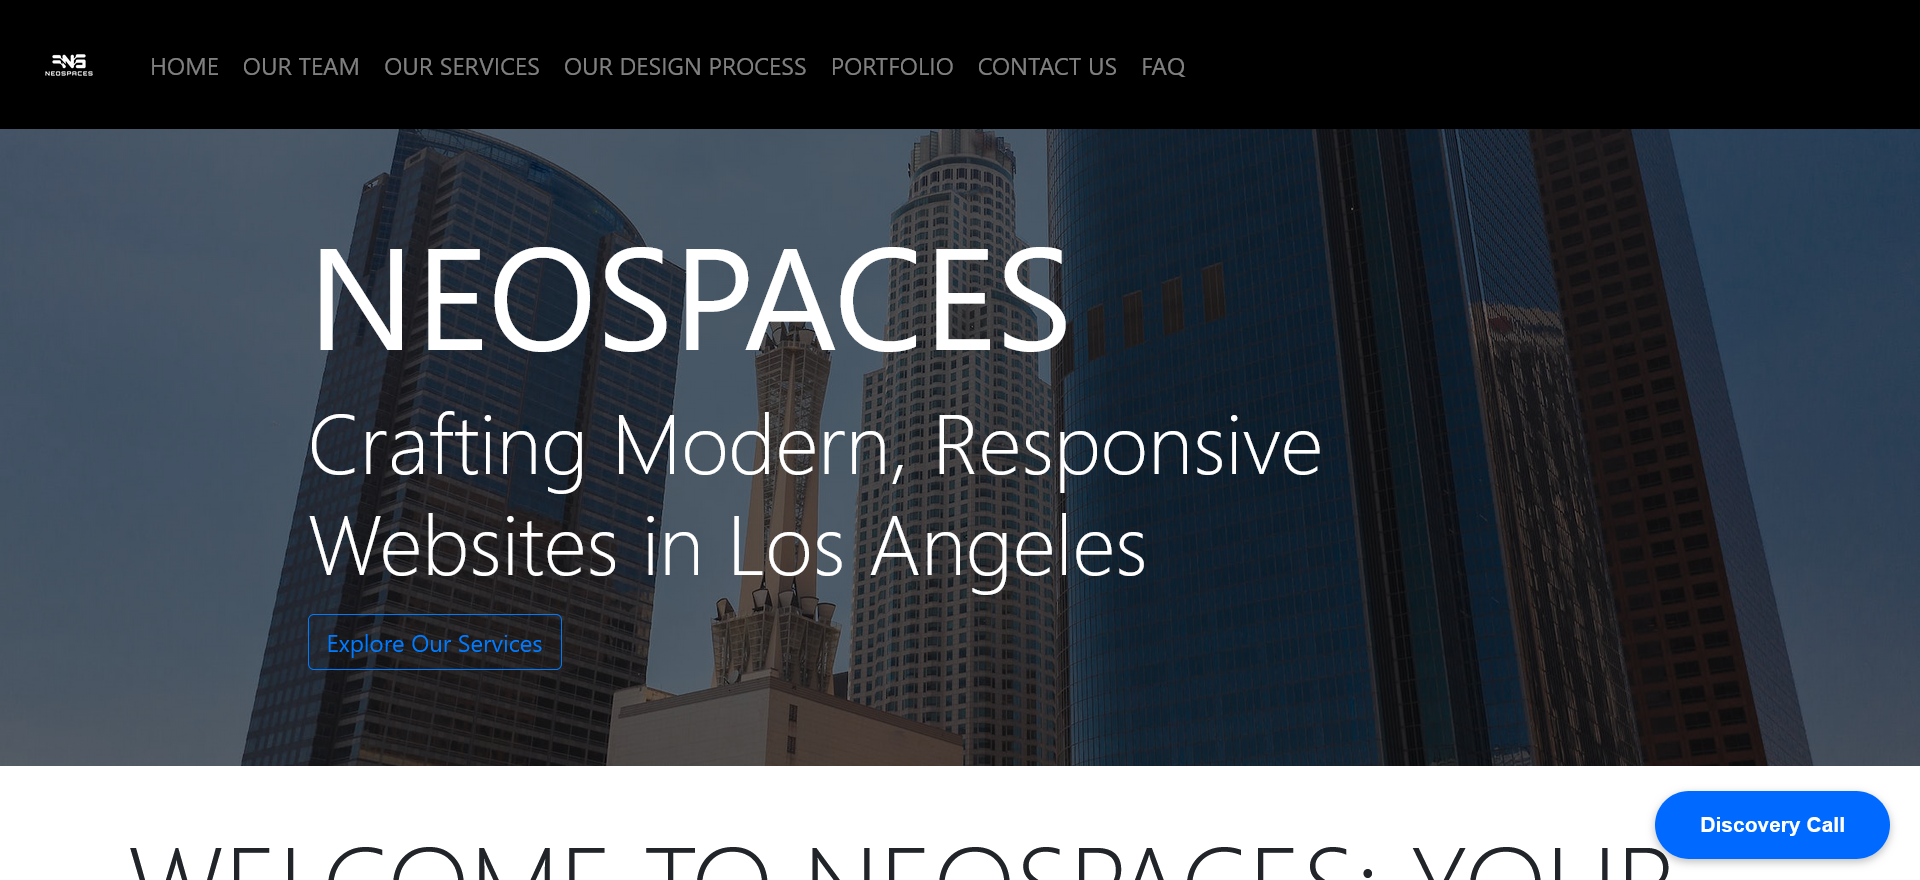 NEOSPACES
HOME OUR TEAM OUR SERVICES OUR DESIGN PROCESS PORTFOLIO CONTACT US FAQ
NEOSPACES
Crafting Modern, Responsive
Websites in Los Angeles
Explore Our Services
Discovery Call
WELCOME TO NEOSPACES: YOUR